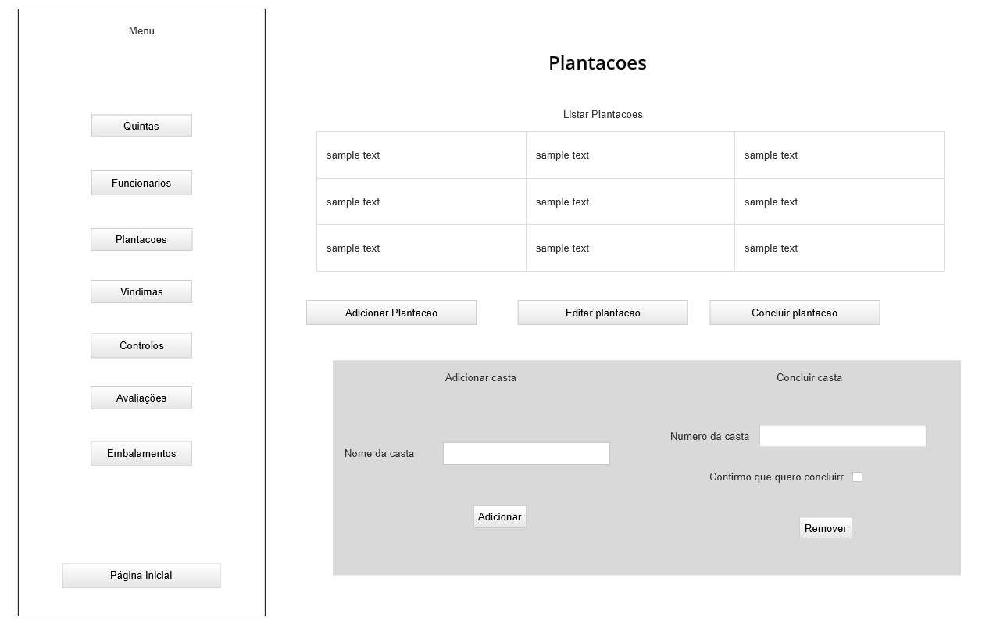 Menu
Quintas
Funcionarios
Plantacoes
Vindimas
Controlos
Avaliações
Embalamentos
Página Inicial
Plantacoes
Listar Plantacoes
sample text sample text sample text
sample text sample text sample text
sample text sample text sample text
Adicionar Plantacao Editar plantacao Concluir plantacao
Adicionar casta
Nome da casta
Adicionar
Concluir casta
Numero da casta
Confirmo que quero concluirr
Remover